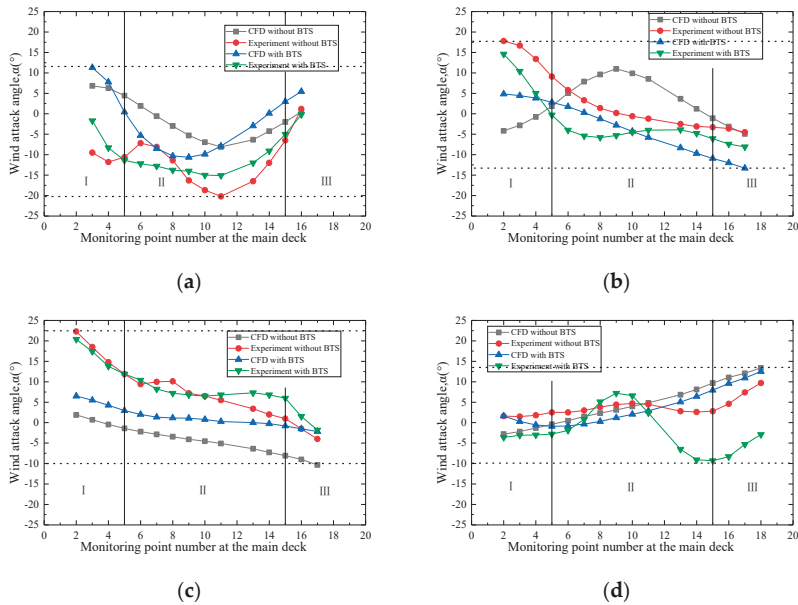 CFD without BTS
Experiment without BTS
CFD with BTS
Experiment with BTS
Wind attack angle,α(°)
25
20
15
10
5
0
-5
-10
-15
-20
-25
I
II
III
0 2 4 6 8 10 12 14 16 18 20
Monitoring point number at the main deck
(a)
CFD without BTS
Experiment without BTS
CFD with BTS
Experiment with BTS
Wind attack angle,α(°)
25
20
15
10
5
0
-5
-10
-15
-20
-25
I
II
III
0 2 4 6 8 10 12 14 16 18 20
Monitoring point number at the main deck
(b)
CFD without BTS
Experiment without BTS
CFD with BTS
Experiment with BTS
Wind attack angle,α(°)
25
20
15
10
5
0
-5
-10
-15
-20
-25
I
II
III
0 2 4 6 8 10 12 14 16 18 20
Monitoring point number at the main deck
(c)
CFD without BTS
Experiment without BTS
CFD with BTS
Experiment with BTS
Wind attack angle,α(°)
25
20
15
10
5
0
-5
-10
-15
-20
-25
I
II
III
0 2 4 6 8 10 12 14 16 18 20
Monitoring point number at the main deck
(d)